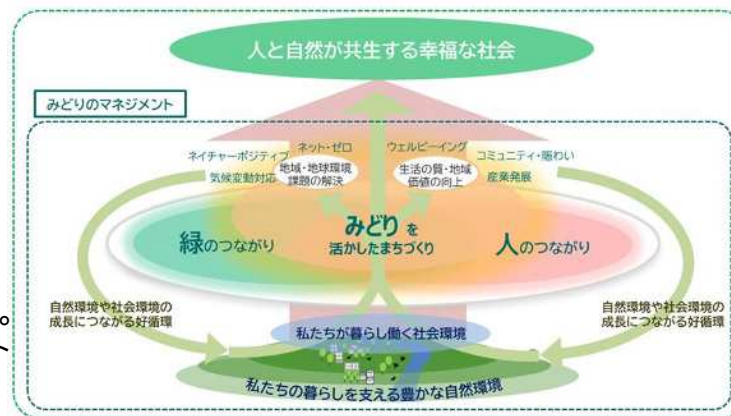 人と自然が共生する幸福な社会
みどりのマネジメント
ネイチャーポジティブ
ネット・ゼロ
ウェルビーイング
コミュニティ・賑わい
気候変動対応
地域・地球環境
課題の解決
生活の質・地域
価値の向上
産業発展
緑のつながり
みどりを
活かしたまちづくり
人のつながり
自然環境や社会環境の
成長につながる好循環
自然環境や社会環境の
成長につながる好循環
私たちが暮らし働く社会環境
私たちの暮らしを支える豊かな自然環境